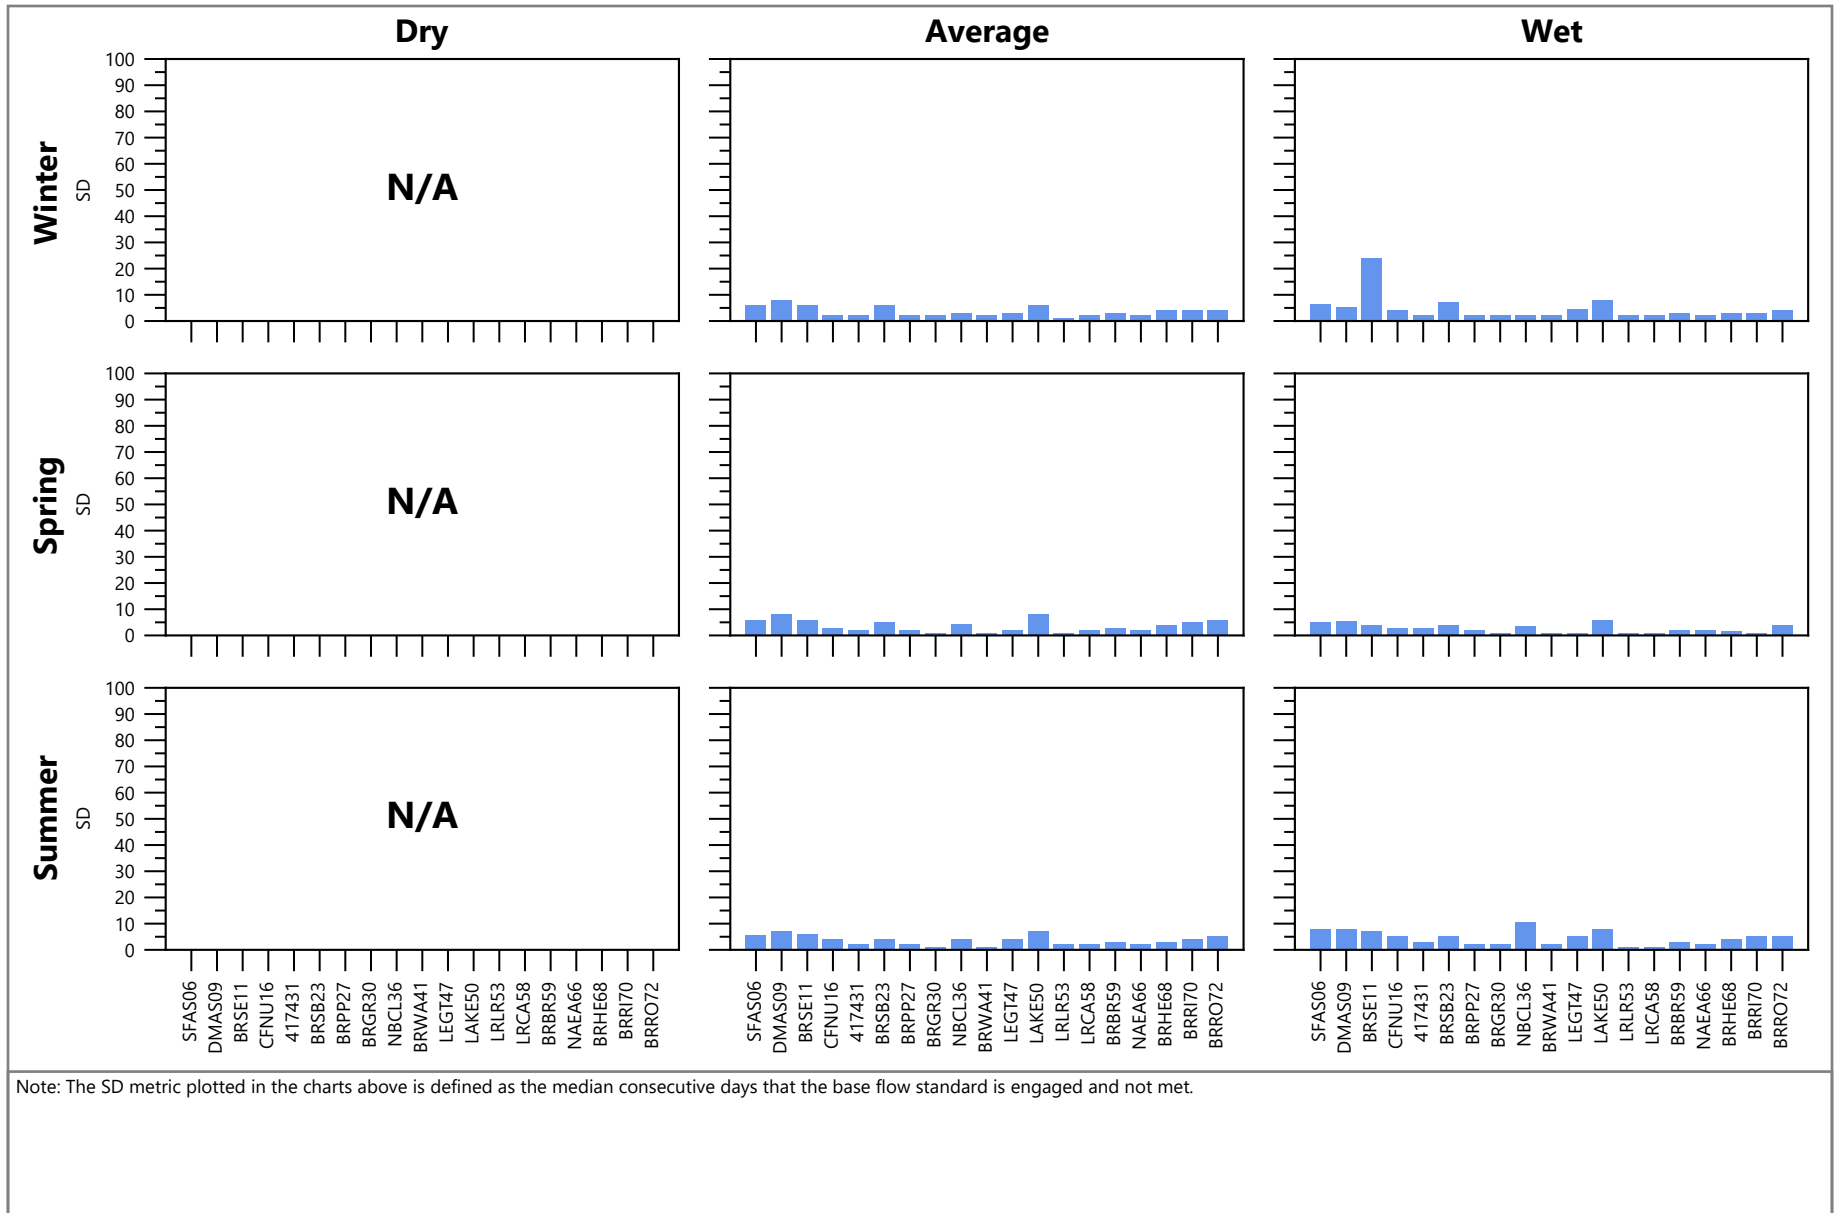 Dry Average Wet
Winter
SD
100
90
80
70
60
50
40
30
20
10
0
N/A
Spring
SD
100
90
80
70
60
50
40
30
20
10
0
N/A
Summer
SD
100
90
80
70
60
50
40
30
20
10
0
N/A
SFAS06
DMAS09
BRSE11
CFNU16
417431
BRSB23
BRPP27
BRGR30
NBCL36
BRWA41
LEGT47
LAKE50
LRLR53
LRCA58
BRBR59
NAEA66
BRHE68
BRRI70
BRRO72
SFAS06
DMAS09
BRSE11
CFNU16
417431
BRSB23
BRPP27
BRGR30
NBCL36
BRWA41
LEGT47
LAKE50
LRLR53
LRCA58
BRBR59
NAEA66
BRHE68
BRRI70
BRRO72
SFAS06
DMAS09
BRSE11
CFNU16
417431
BRSB23
BRPP27
BRGR30
NBCL36
BRWA41
LEGT47
LAKE50
LRLR53
LRCA58
BRBR59
NAEA66
BRHE68
BRRI70
BRRO72
Note: The SD metric plotted in the charts above is defined as the median consecutive days that the base flow standard is engaged and not met.